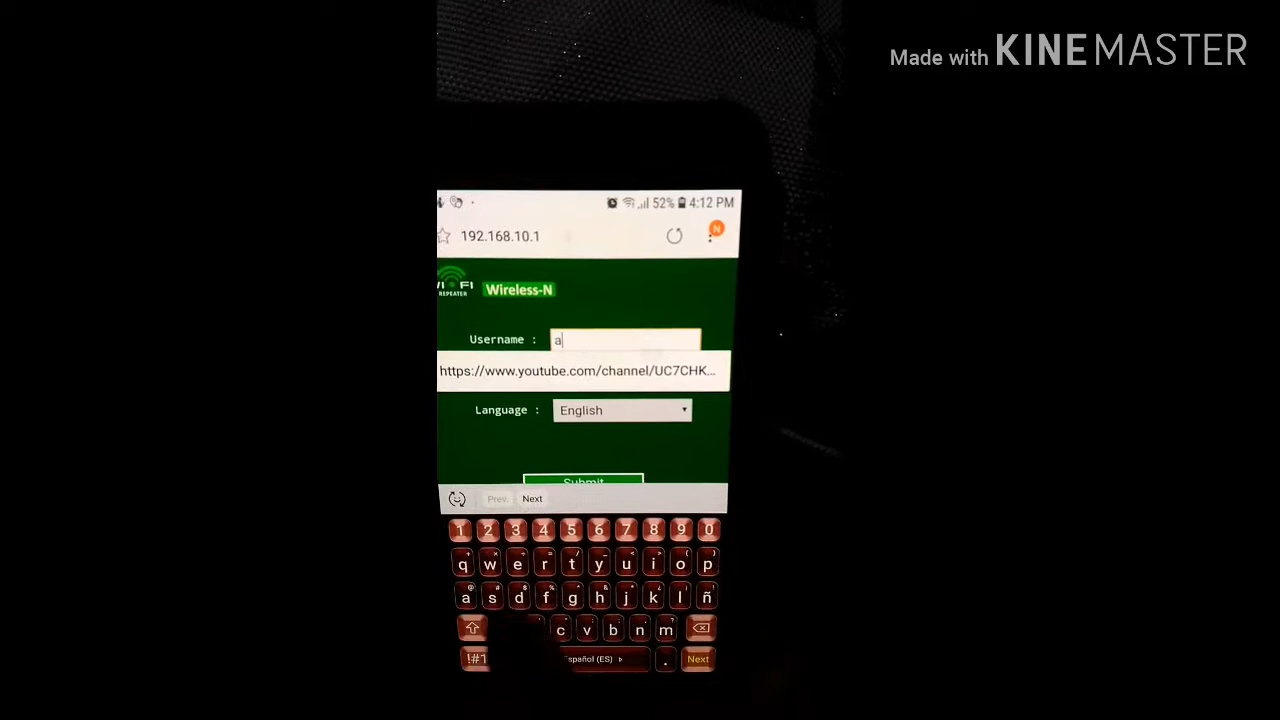 Made with KINEMASTER
52% 4:12 PM
192.168.10.1
N
WI-FI
REPEATER
Wireless-N
Username : a
https://www.youtube.com/channel/UC7CHK...
Language : English
Submit
Prev. Next
1 2 3 4 5 6 7 8 9 0
q w e r t y u i o p
a s d f g h j k l ñ
c v b n m
!#1 Español (ES) . Next